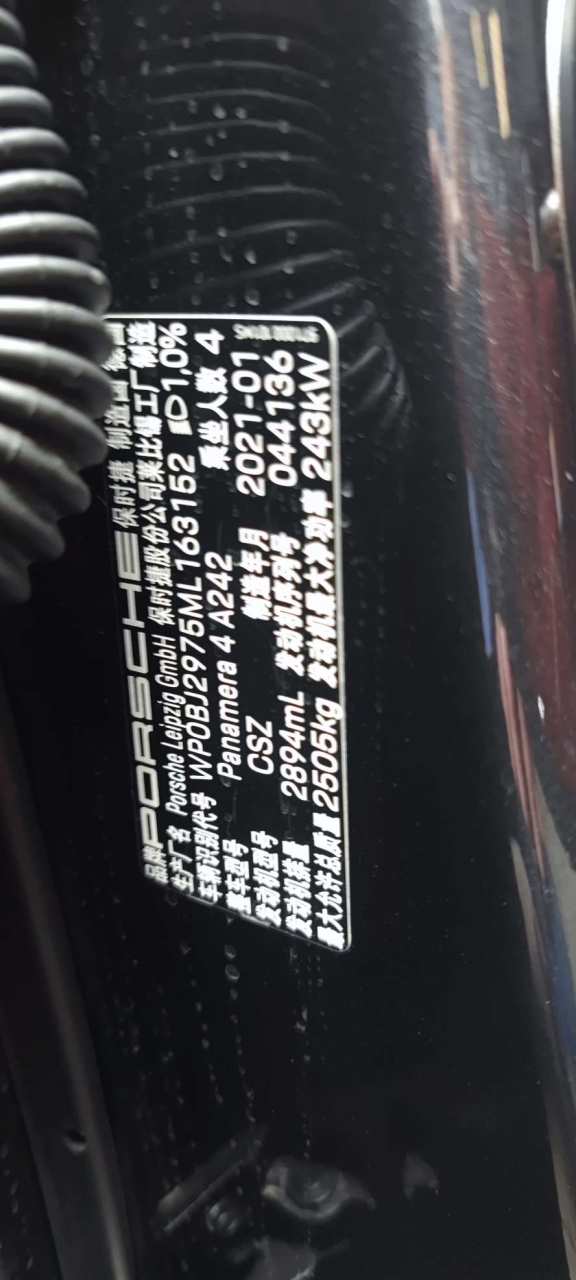 品牌 PORSCHE 保时捷 制造国 德国
生产厂名 Porsche Leipzig GmbH 保时捷股份公司莱比锡工厂制造
车辆识别代号 WP0BJ2975ML163152 1,0%
整车型号 Panamera 4 A242 乘坐人数 4
发动机型号 CSZ 制造年月 2021-01
发动机排量 2894mL 发动机序列号 044136
最大允许总质量 2505kg 发动机最大净功率 243kW